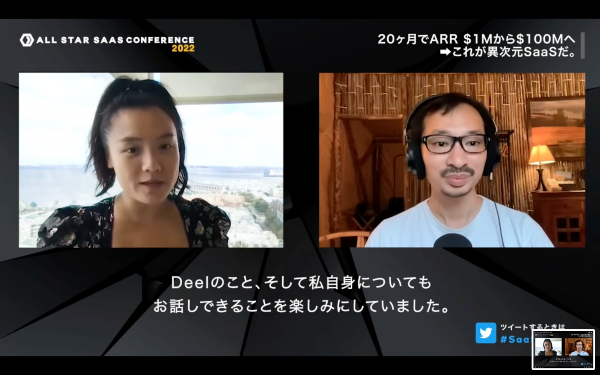 ALL STAR SAAS CONFERENCE
2022
20ヶ月でARR $1Mから$100Mへ
➡これが異次元SaaSだ。
Deelのこと、そして私自身についても
お話しできることを楽しみにしていました。
ツイートするときは
#Saa